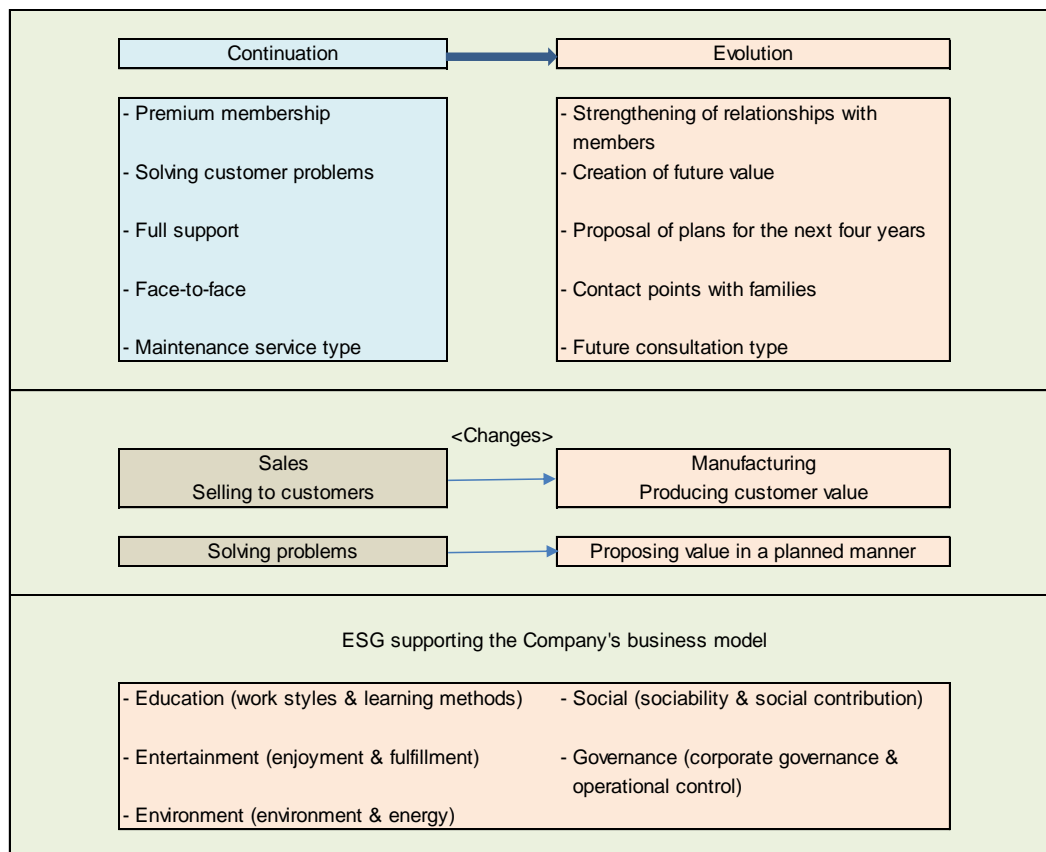 Continuation
Evolution
- Premium membership
- Solving customer problems
- Full support
- Face-to-face
- Maintenance service type
- Strengthening of relationships with
members
- Creation of future value
- Proposal of plans for the next four years
- Contact points with families
- Future consultation type
<Changes>
Sales
Selling to customers
Manufacturing
Producing customer value
Solving problems
Proposing value in a planned manner
ESG supporting the Company's business model
- Education (work styles & learning methods)
- Entertainment (enjoyment & fulfillment)
- Environment (environment & energy)
- Social (sociability & social contribution)
- Governance (corporate governance &
operational control)